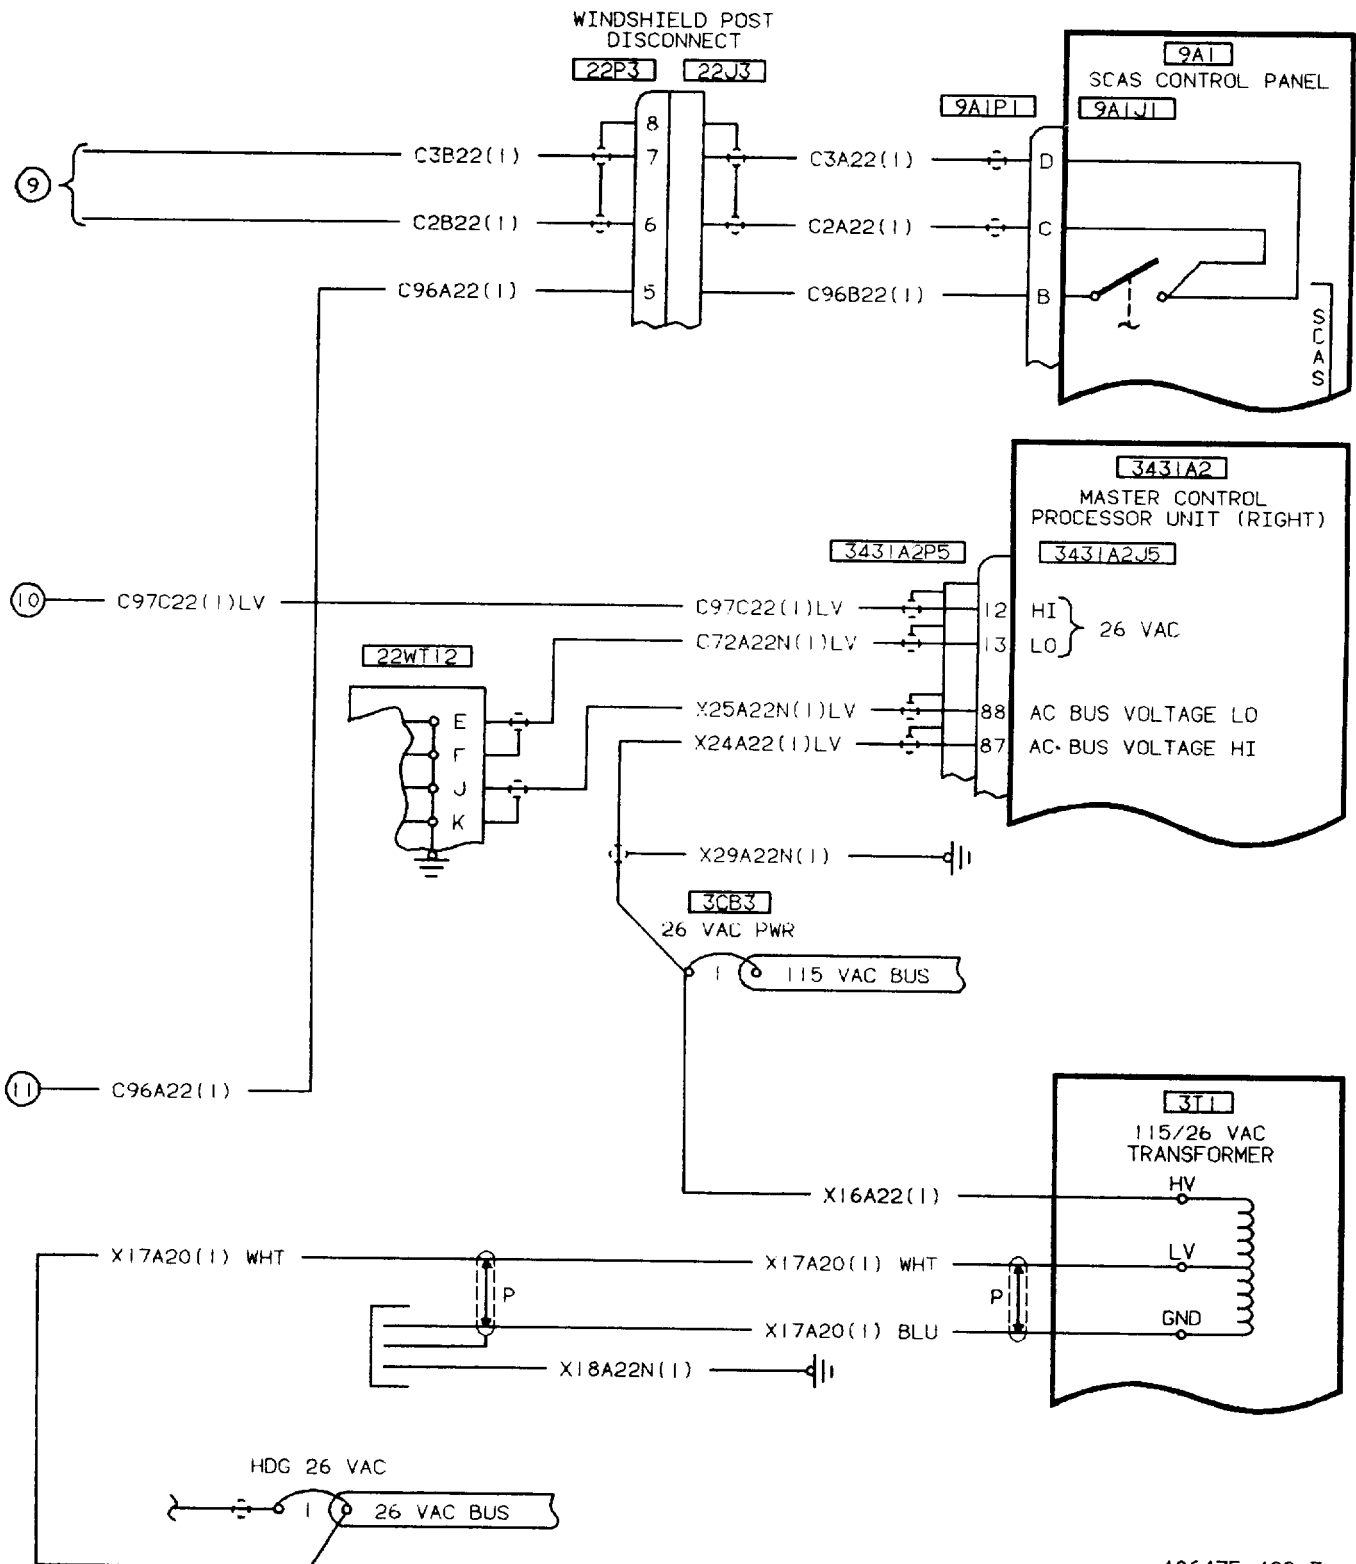 WINDSHIELD POST
DISCONNECT
22P3 22J3
9A1
SCAS CONTROL PANEL
9A1P1 9A1J1
8
9
C3B22(1)
7
C3A22(1)
D
C2B22(1)
6
C2A22(1)
C
C96A22(1)
5
C96B22(1)
B
SCAS
3431A2
MASTER CONTROL
PROCESSOR UNIT (RIGHT)
3431A2P5 3431A2J5
10
C97C22(1)LV
C97C22(1)LV
12
HI
26 VAC
C72A22N(1)LV
13
LO
22WT12
E
X25A22N(1)LV
88
AC BUS VOLTAGE LO
F
X24A22(1)LV
87
AC BUS VOLTAGE HI
J
K
X29A22N(1)
3CB3
26 VAC PWR
1
115 VAC BUS
11
C96A22(1)
3T1
115/26 VAC
TRANSFORMER
X16A22(1)
HV
X17A20(1) WHT
X17A20(1) WHT
LV
P
P
X17A20(1) BLU
GND
X18A22N(1)
HDG 26 VAC
1
26 VAC BUS